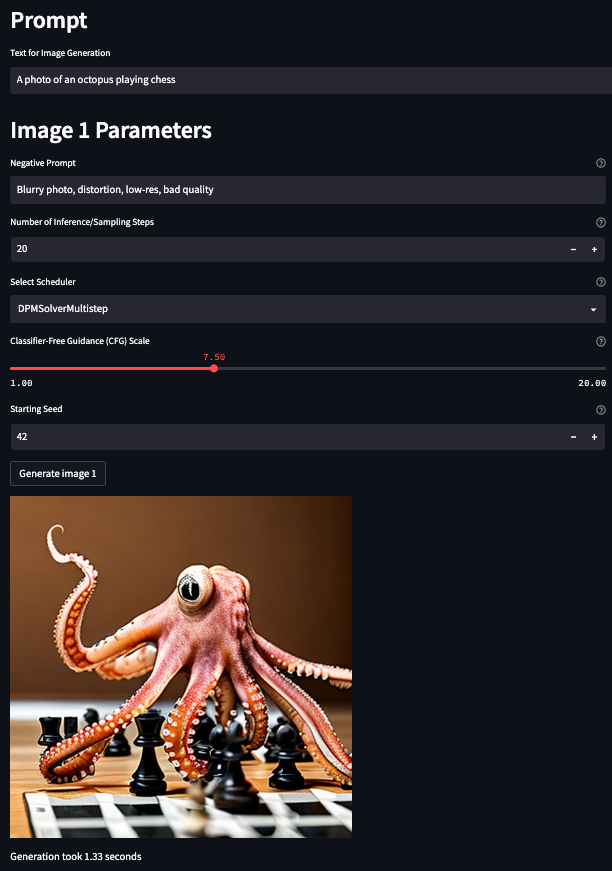 Prompt
Text for Image Generation
A photo of an octopus playing chess
Image 1 Parameters
Negative Prompt
Blurry photo, distortion, low-res, bad quality
Number of Inference/Sampling Steps
20
Select Scheduler
DPMSolverMultistep
Classifier-Free Guidance (CFG) Scale
7.50
1.00 20.00
Starting Seed
42
Generate image 1
Generation took 1.33 seconds